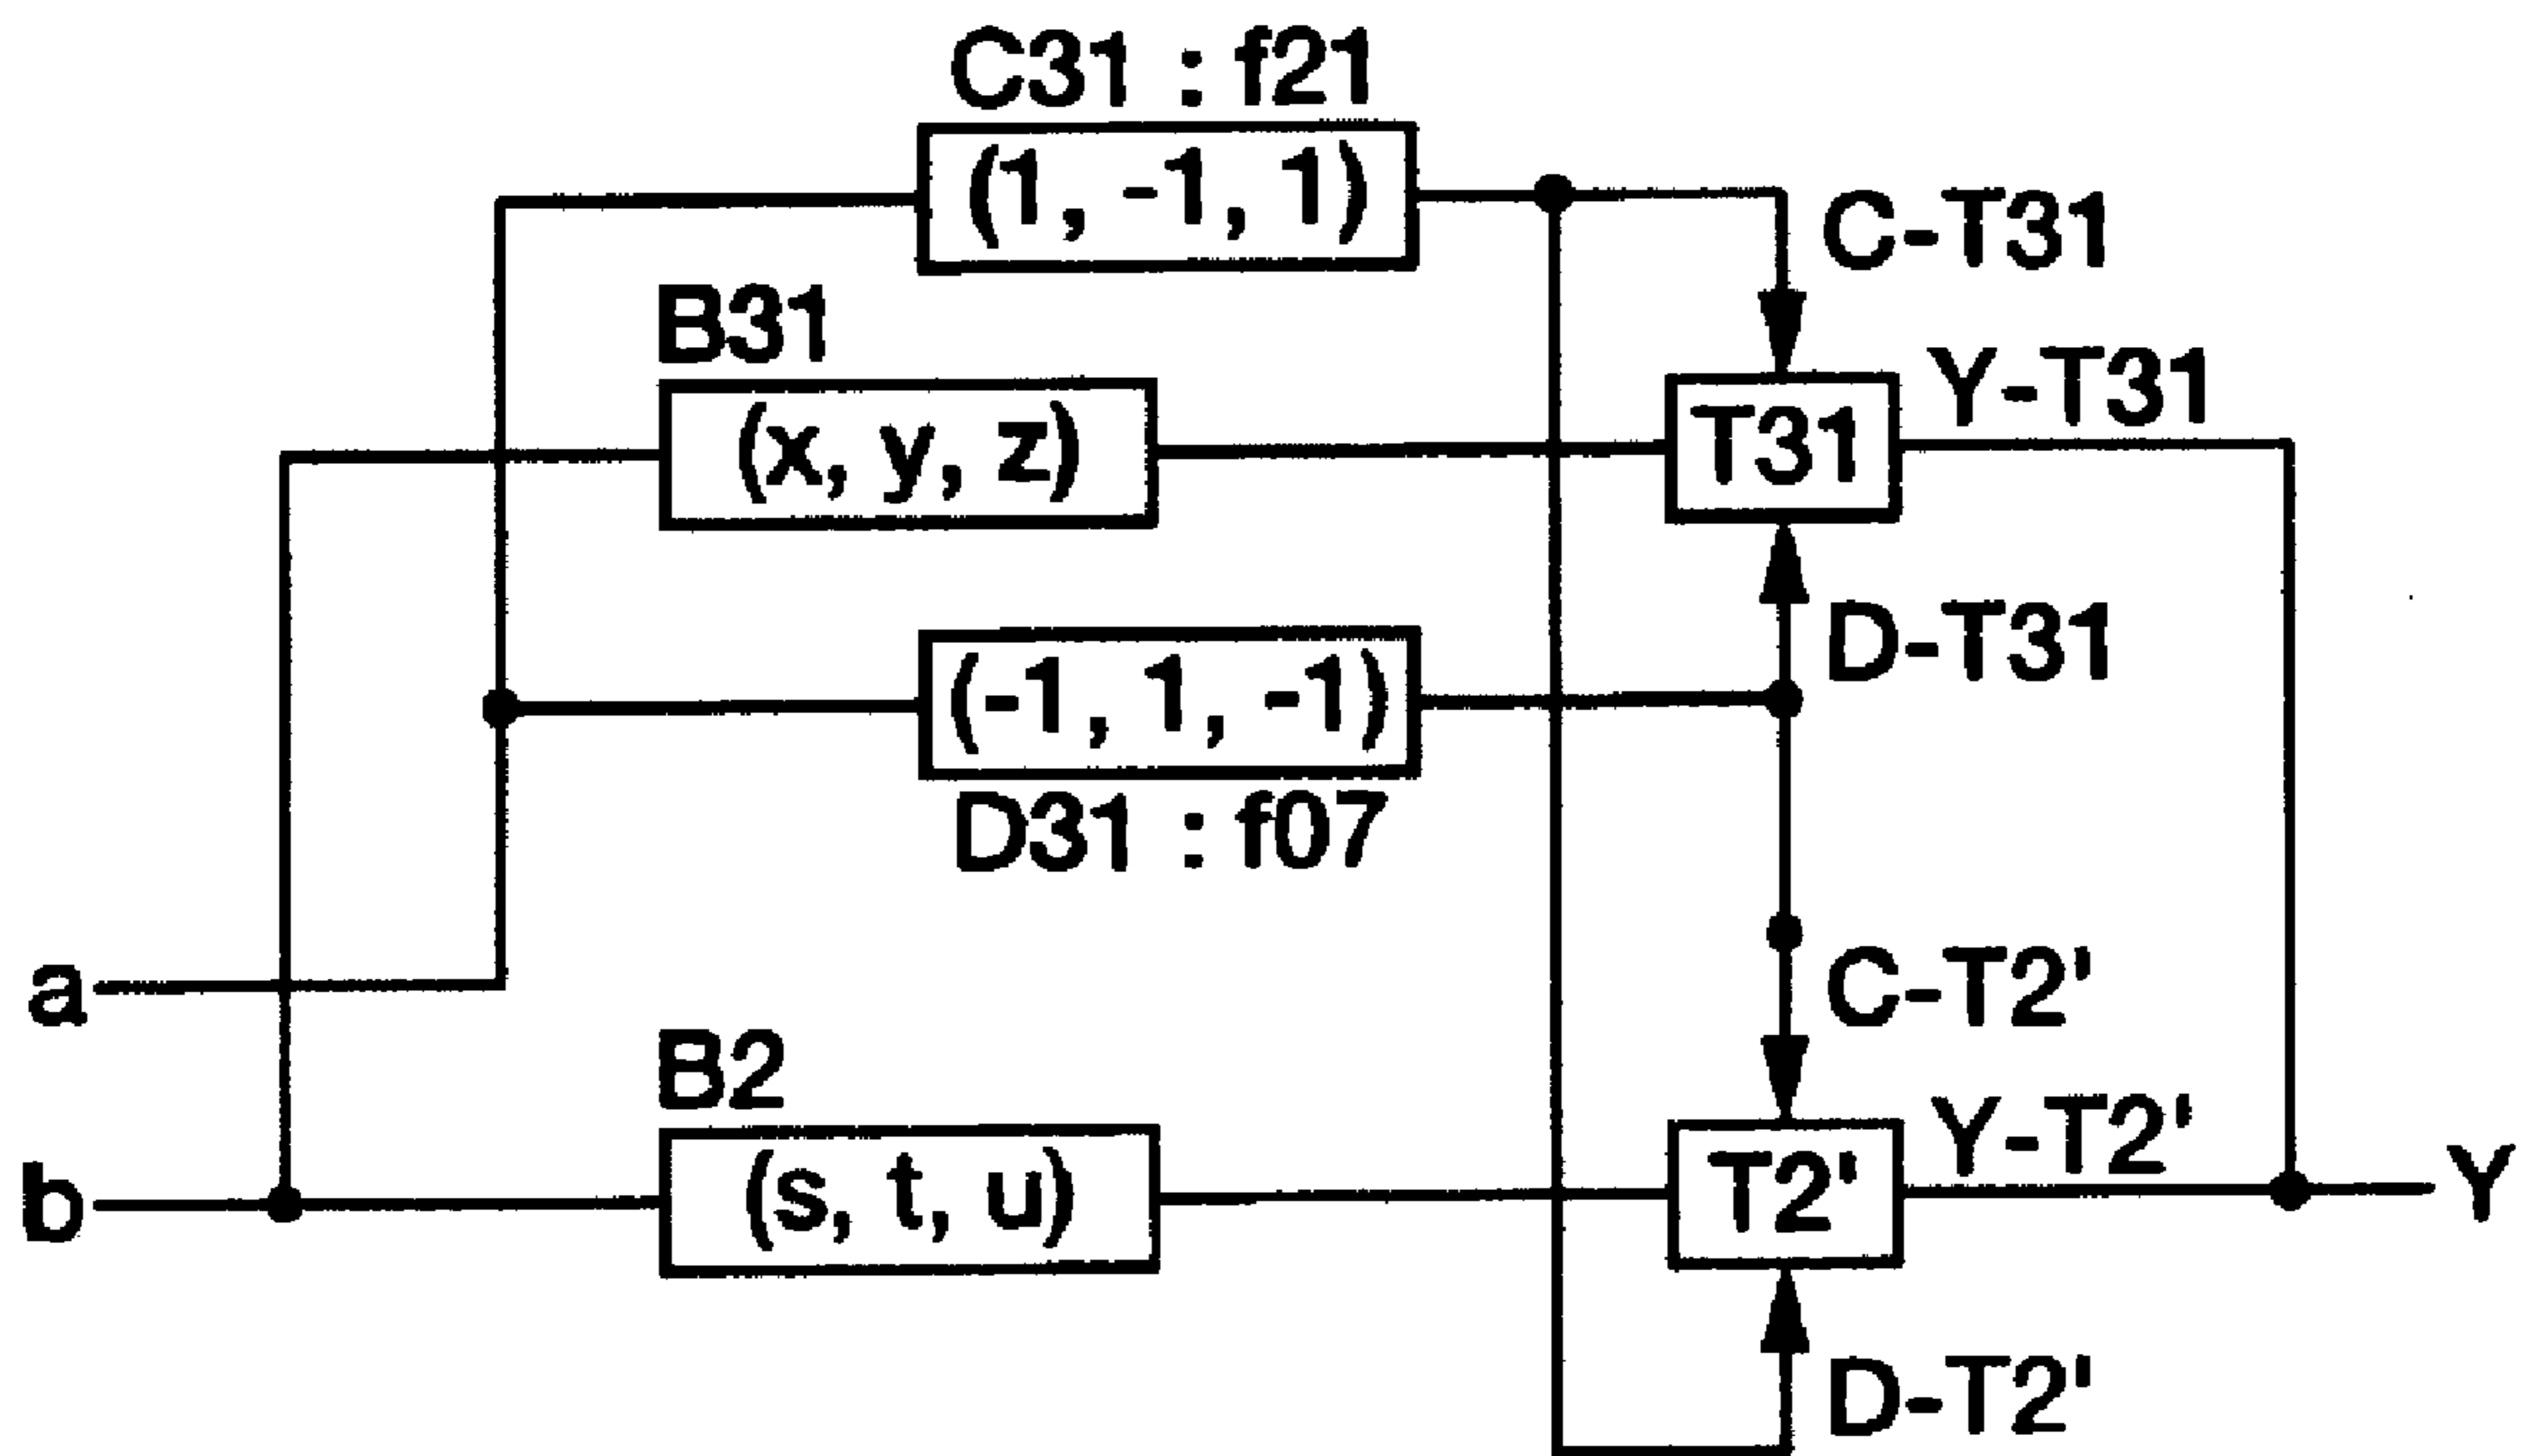 C31 : f21
(1, -1, 1)
C-T31
B31
(x, y, z)
T31
Y-T31
(-1, 1, -1)
D-T31
D31 : f07
a
C-T2'
B2
(s, t, u)
T2'
Y-T2'
b
Y
D-T2'